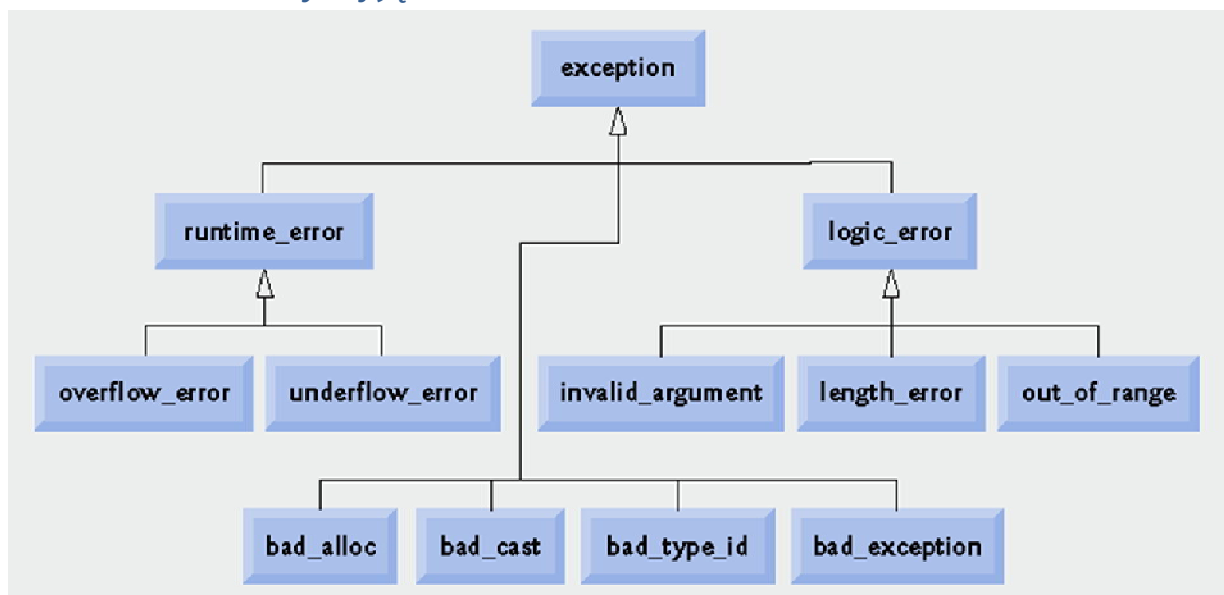 exception
runtime_error
logic_error
overflow_error
underflow_error
invalid_argument
length_error
out_of_range
bad_alloc
bad_cast
bad_type_id
bad_exception